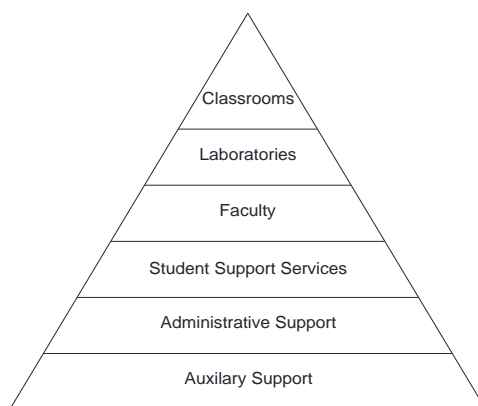 Classrooms
Laboratories
Faculty
Student Support Services
Administrative Support
Auxilary Support